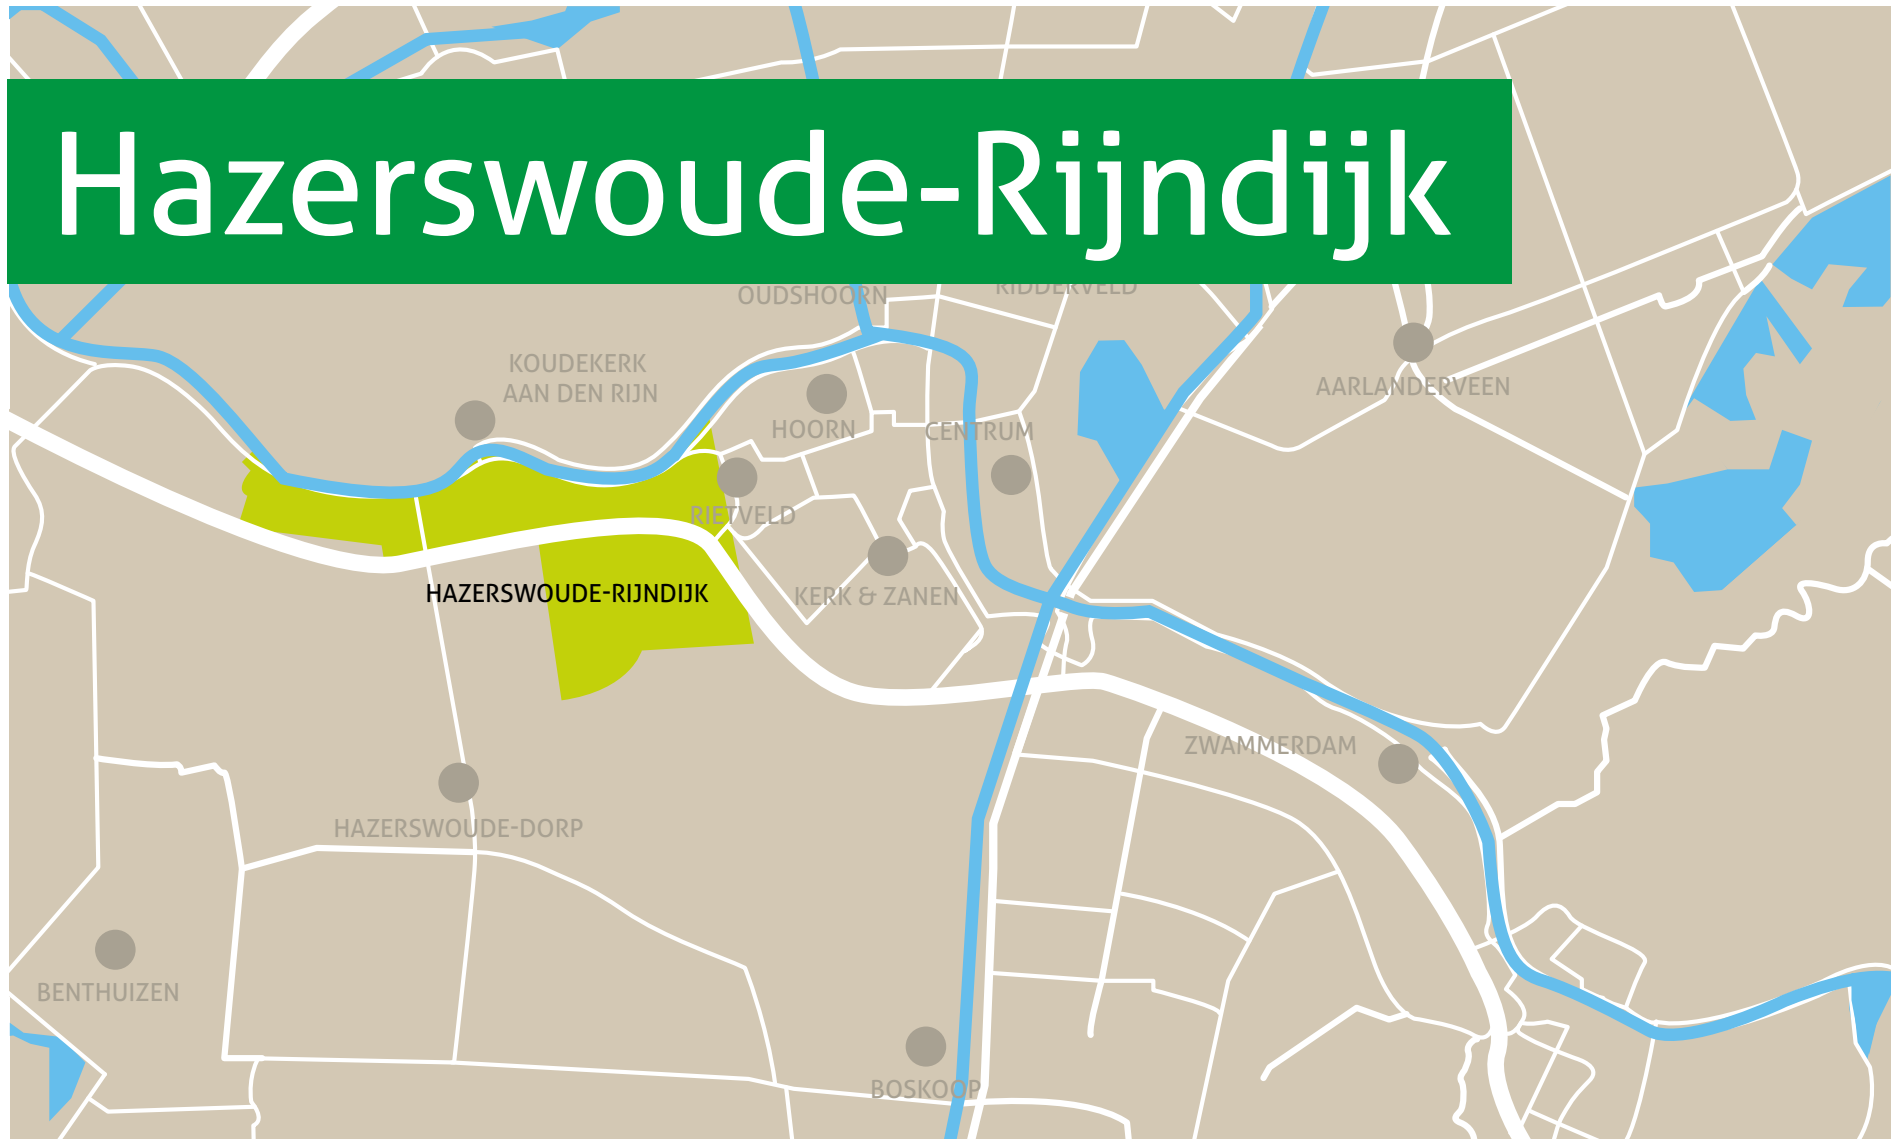 Hazerswoude-Rijndijk
OUDSHOORN
RIDDERVELD
KOUDEKERK
AAN DEN RIJN
AARLANDERVEEN
HOORN
CENTRUM
RIETVELD
HAZERSWOUDE-RIJNDIJK
KERK & ZANEN
ZWAMMERDAM
HAZERSWOUDE-DORP
BENTHUIZEN
BOSKOOP